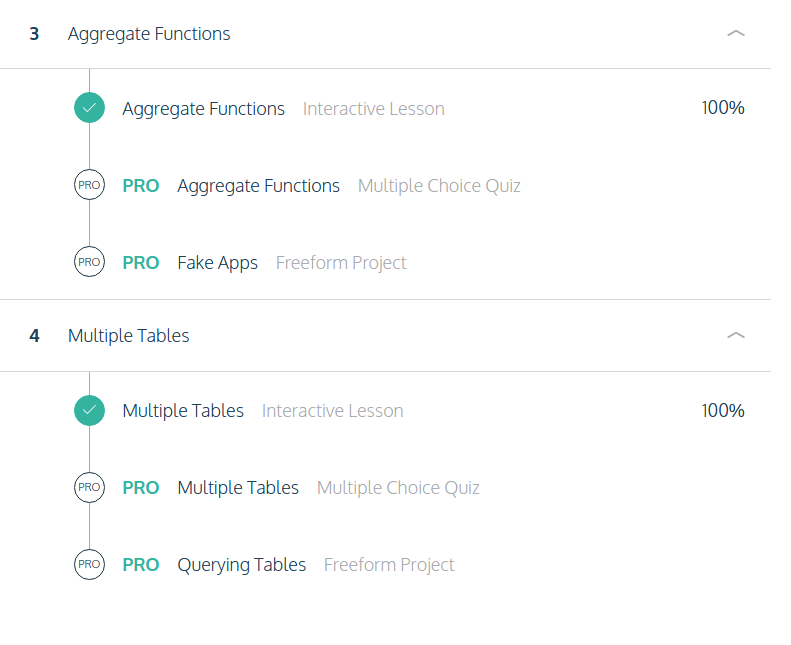 3 Aggregate Functions
Aggregate Functions Interactive Lesson 100%
PRO PRO Aggregate Functions Multiple Choice Quiz
PRO PRO Fake Apps Freeform Project
4 Multiple Tables
Multiple Tables Interactive Lesson 100%
PRO PRO Multiple Tables Multiple Choice Quiz
PRO PRO Querying Tables Freeform Project